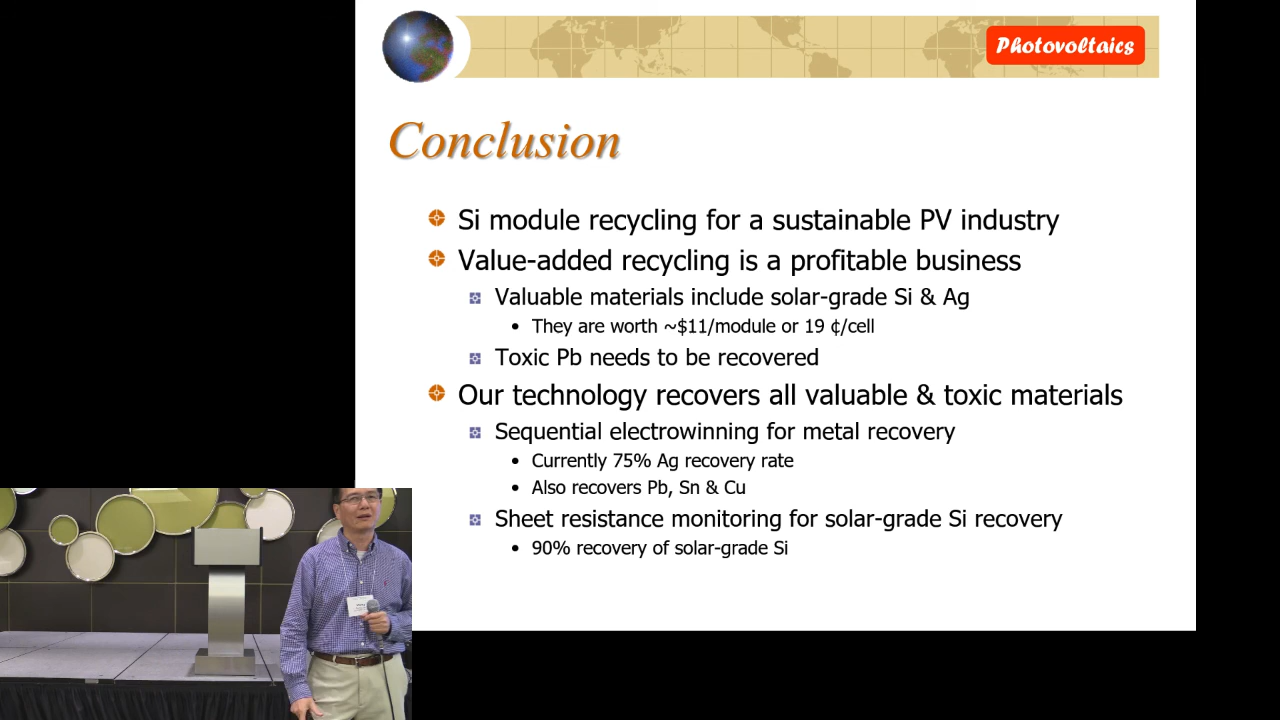 Photovoltaics
Conclusion
Si module recycling for a sustainable PV industry
Value-added recycling is a profitable business
Valuable materials include solar-grade Si & Ag
• They are worth ~$11/module or 19 ¢/cell
Toxic Pb needs to be recovered
Our technology recovers all valuable & toxic materials
Sequential electrowinning for metal recovery
• Currently 75% Ag recovery rate
• Also recovers Pb, Sn & Cu
Sheet resistance monitoring for solar-grade Si recovery
• 90% recovery of solar-grade Si